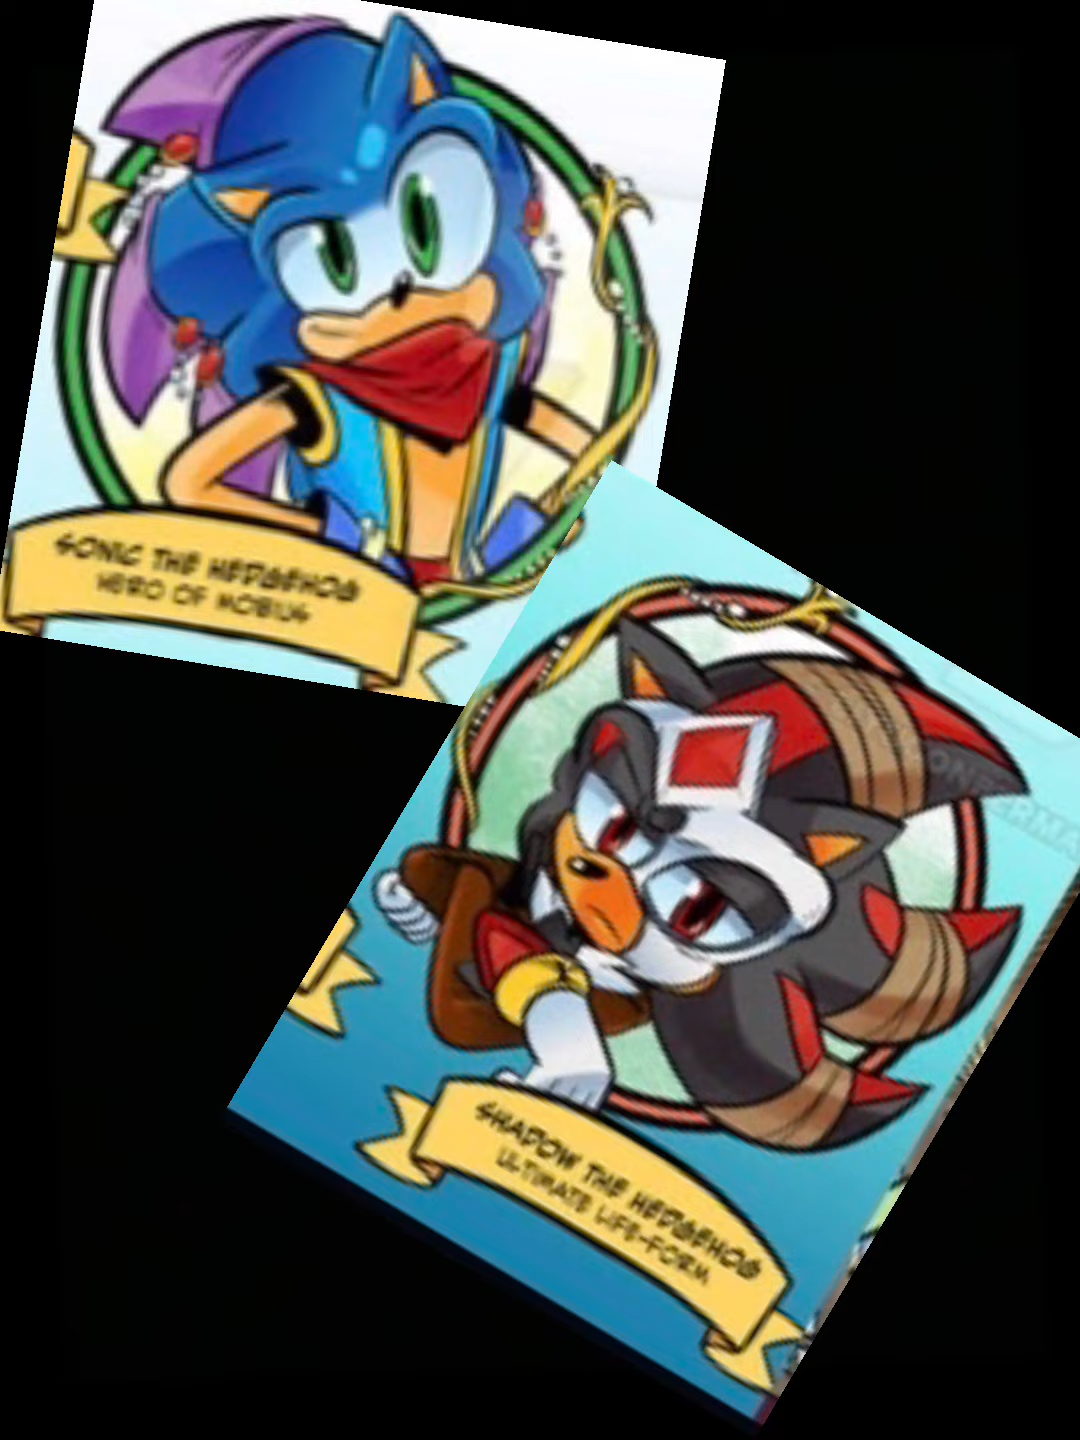 SONIC THE HEDGEHOG
HERO OF MOBIUS
SHADOW THE HEDGEHOG
ULTIMATE LIFE-FORM